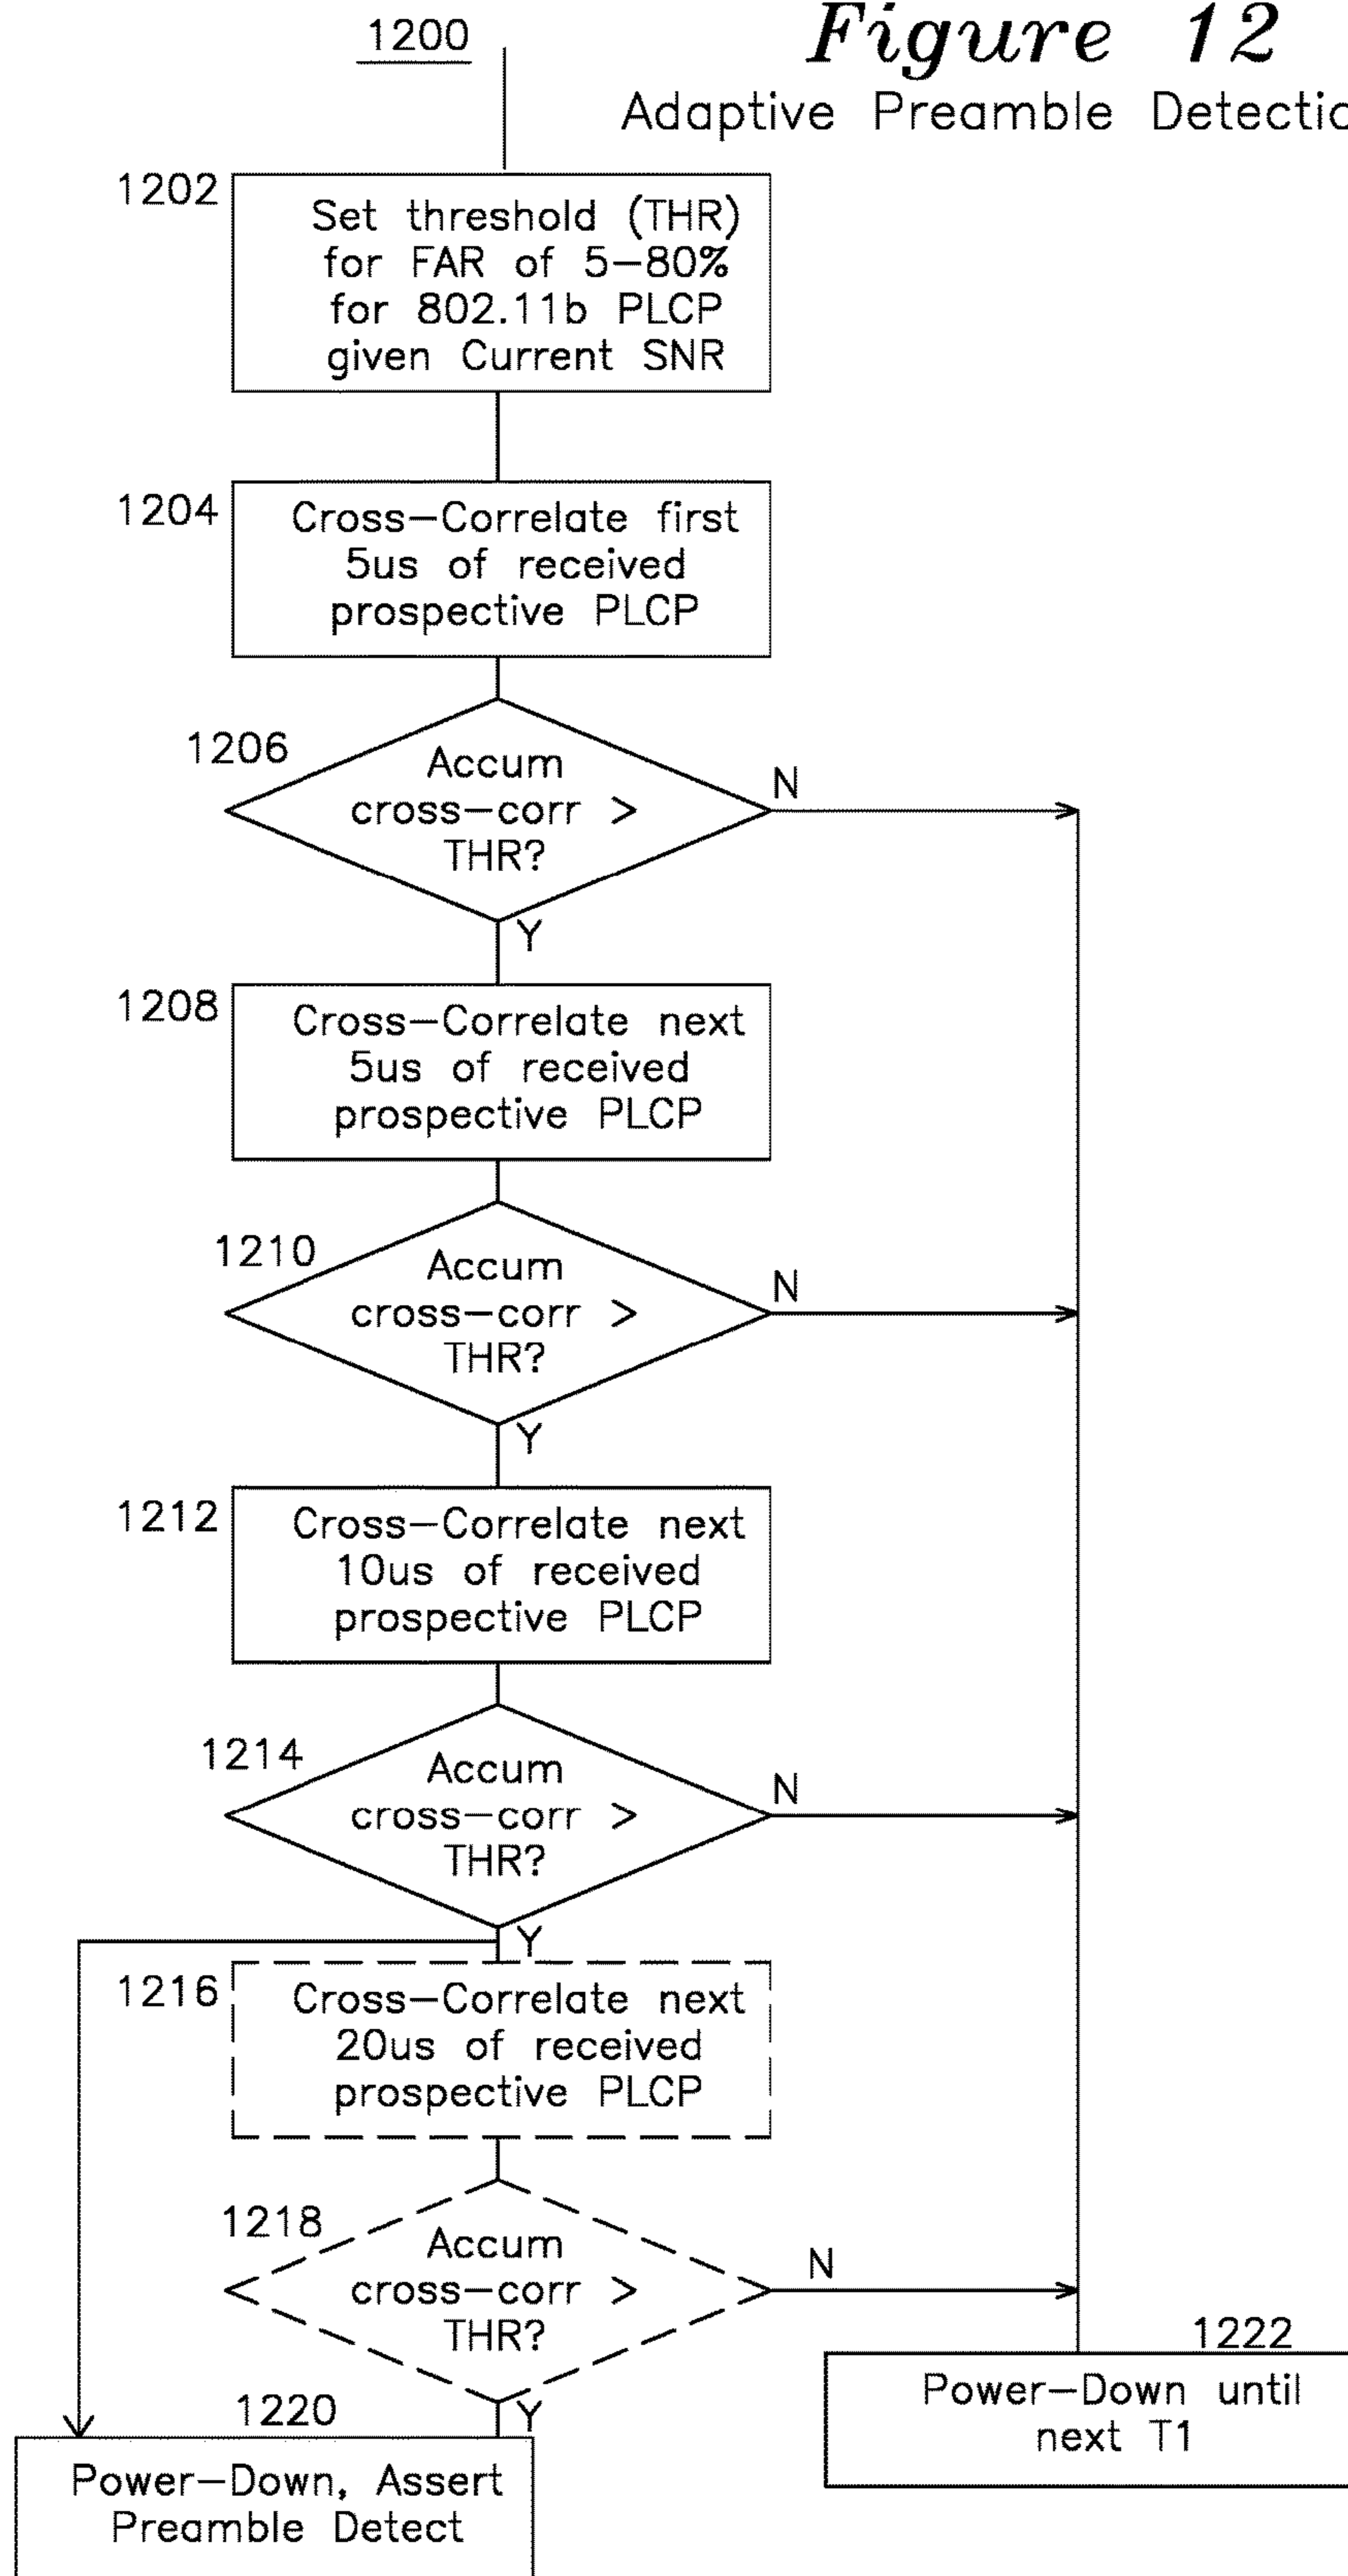 1200
Figure 12
Adaptive Preamble Detectio
1202
Set threshold (THR)
for FAR of 5-80%
for 802.11b PLCP
given Current SNR
1204
Cross-Correlate first
5us of received
prospective PLCP
1206
Accum
cross-corr >
THR?
N
Y
1208
Cross-Correlate next
5us of received
prospective PLCP
1210
Accum
cross-corr >
THR?
N
Y
1212
Cross-Correlate next
10us of received
prospective PLCP
1214
Accum
cross-corr >
THR?
N
Y
1216
Cross-Correlate next
20us of received
prospective PLCP
1218
Accum
cross-corr >
THR?
N
Y
1220
Power-Down, Assert
Preamble Detect
1222
Power-Down until
next T1